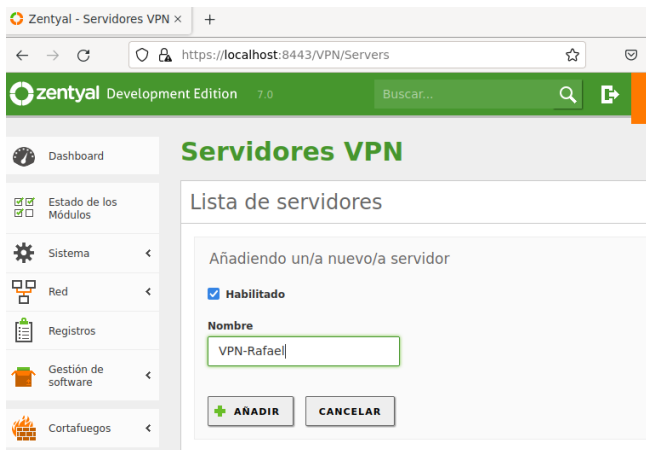 Zentyal - Servidores VPN ×
+
https://localhost:8443/VPN/Servers
zentyal Development Edition 7.0
Buscar...
Dashboard
Estado de los
Módulos
Sistema
Red
Registros
Gestión de
software
Cortafuegos
Servidores VPN
Lista de servidores
Añadiendo un/a nuevo/a servidor
Habilitado
Nombre
VPN-Rafael
AÑADIR
CANCELAR